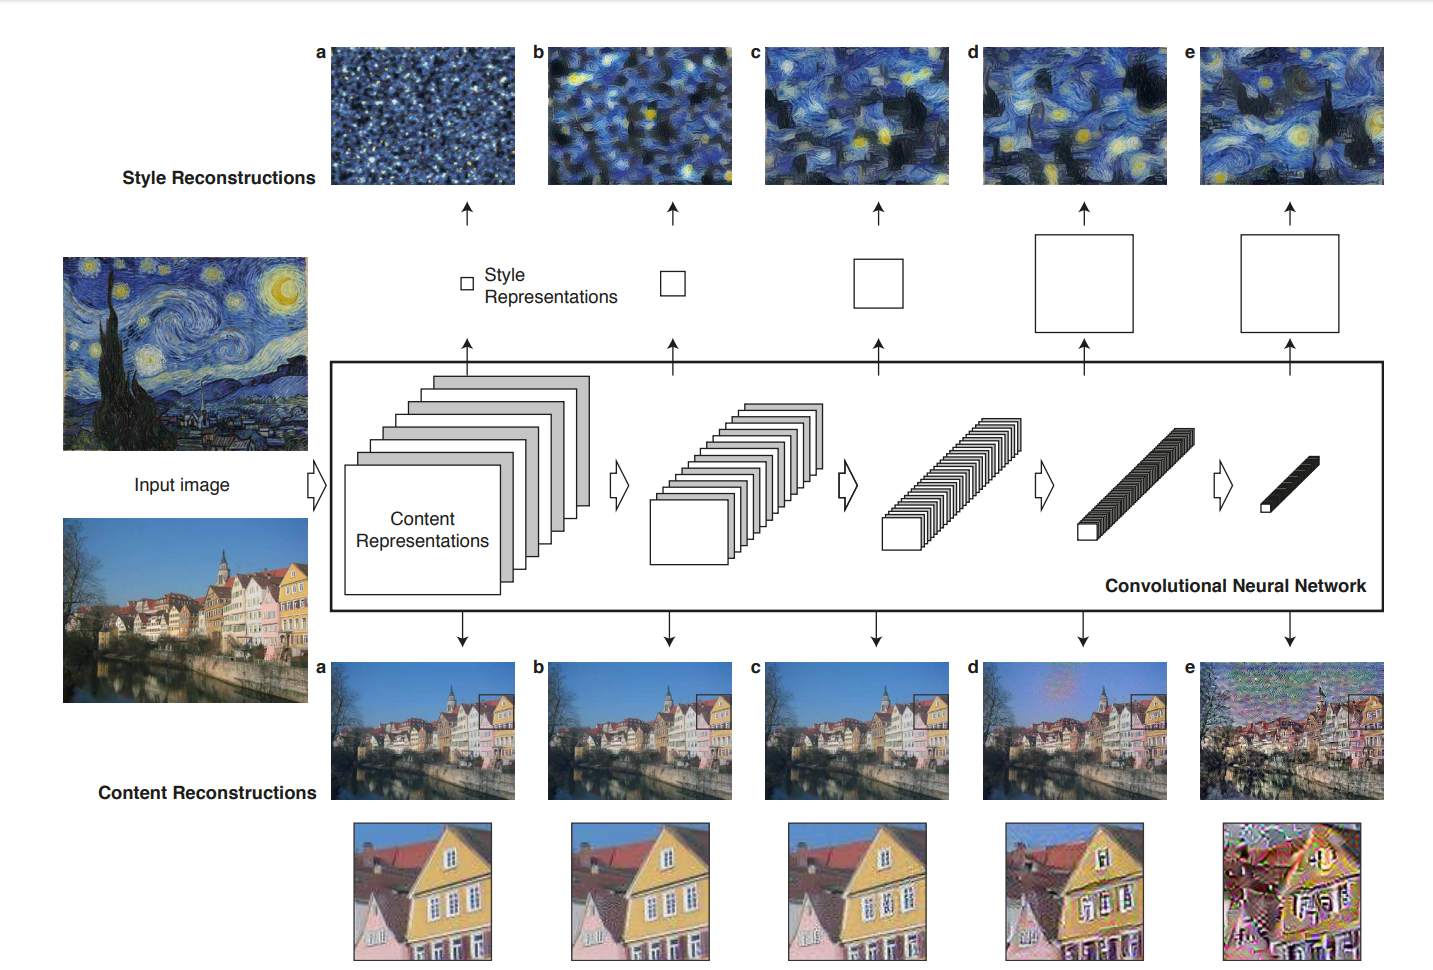 a
b
c
d
e
Style Reconstructions
Style
Representations
Input image
Content
Representations
Convolutional Neural Network
a
b
c
d
e
Content Reconstructions